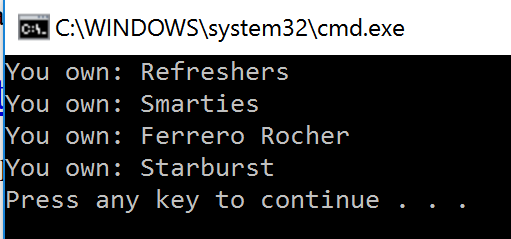 C:\WINDOWS\system32\cmd.exe
You own: Refreshers
You own: Smarties
You own: Ferrero Rocher
You own: Starburst
Press any key to continue . . .